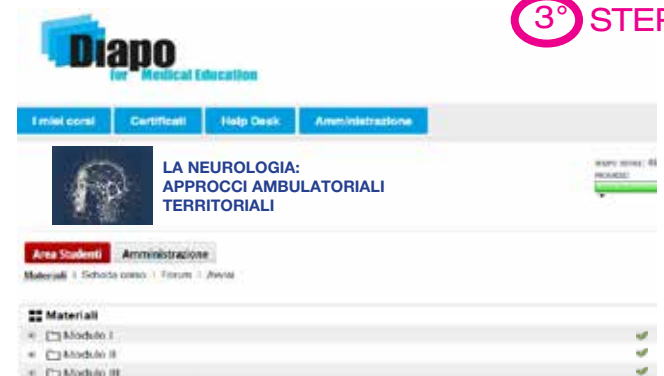 3° STEP
Diapo
for Medical Education
I miei corsi Certificati Help Desk Amministrazione
LA NEUROLOGIA:
APPROCCI AMBULATORIALI
TERRITORIALI
Area Studenti Amministrazione
Materiali Scheda corso Forum Avvisi
Materiali
Modulo I
Modulo II
Modulo III